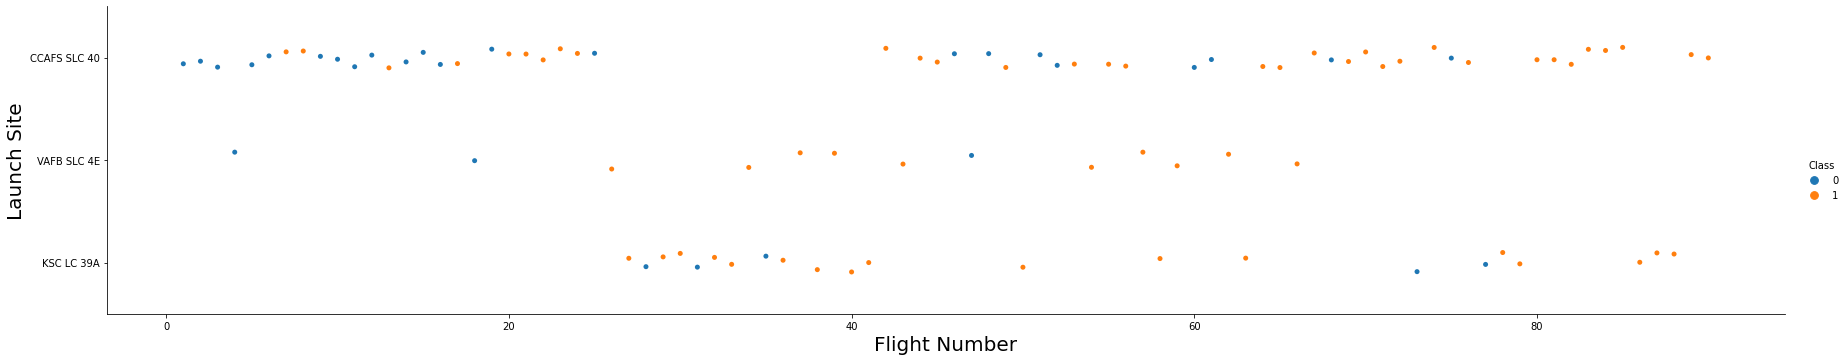 Launch Site
CCAFS SLC 40
VAFB SLC 4E
KSC LC 39A
0
20
40
60
80
Flight Number
Class
0
1